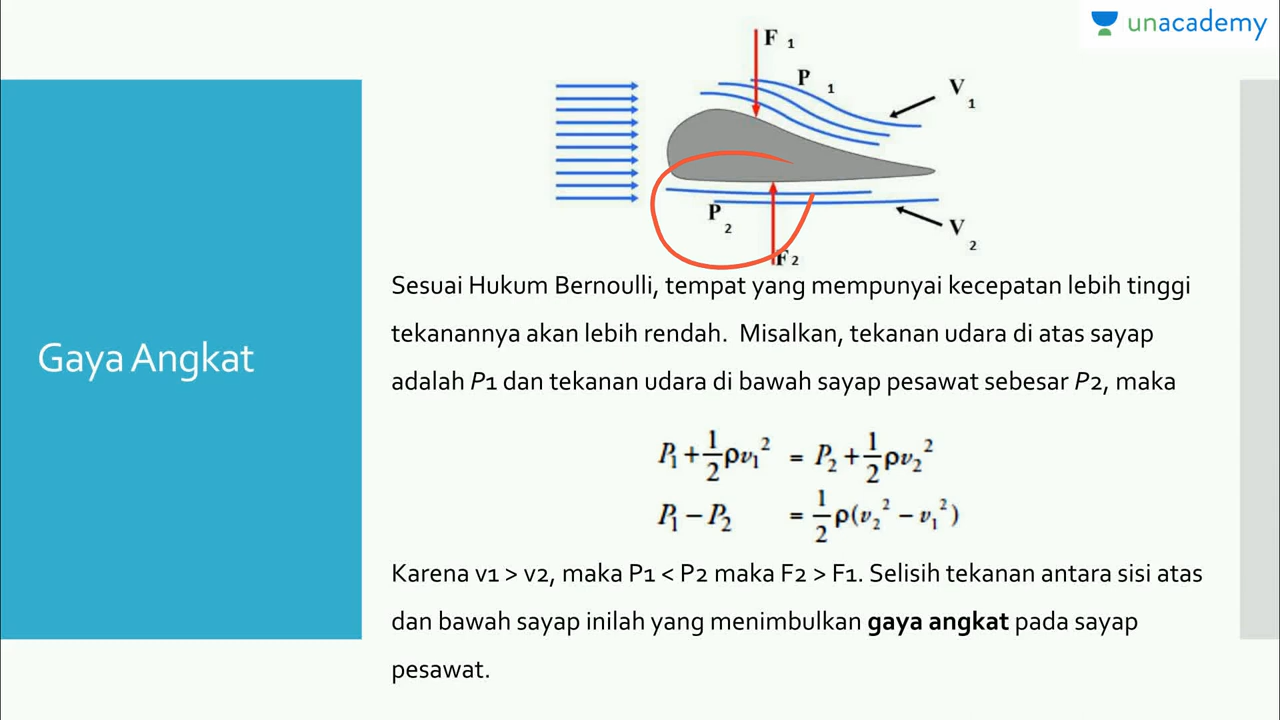 unacademy
F 1
P 1
V 1
P 2
V 2
F 2
Gaya Angkat
Sesuai Hukum Bernoulli, tempat yang mempunyai kecepatan lebih tinggi
tekanannya akan lebih rendah. Misalkan, tekanan udara di atas sayap
adalah P1 dan tekanan udara di bawah sayap pesawat sebesar P2, maka
P₁ + 1/2 ρv₁² = P₂ + 1/2 ρv₂²
P₁ − P₂ = 1/2 ρ(v₂² − v₁²)
Karena v1 > v2, maka P1 < P2 maka F2 > F1. Selisih tekanan antara sisi atas
dan bawah sayap inilah yang menimbulkan gaya angkat pada sayap
pesawat.